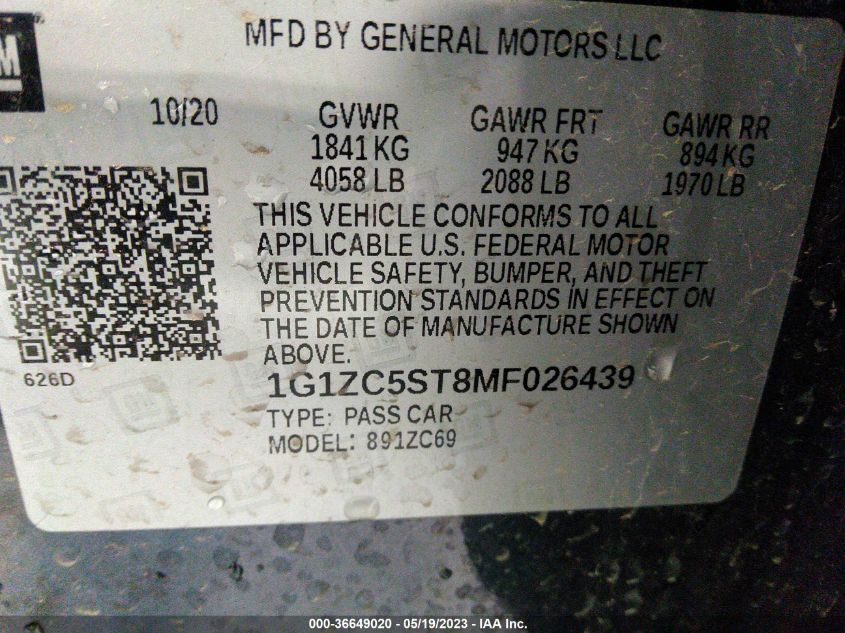 M
MFD BY GENERAL MOTORS LLC
10/20 GVWR GAWR FRT GAWR RR
1841 KG 947 KG 894 KG
4058 LB 2088 LB 1970 LB
THIS VEHICLE CONFORMS TO ALL
APPLICABLE U.S. FEDERAL MOTOR
VEHICLE SAFETY, BUMPER, AND THEFT
PREVENTION STANDARDS IN EFFECT ON
THE DATE OF MANUFACTURE SHOWN
ABOVE.
626D
1G1ZC5ST8MF026439
TYPE: PASS CAR
MODEL: 891ZC69
000-36649020 - 05/19/2023 - IAA Inc.